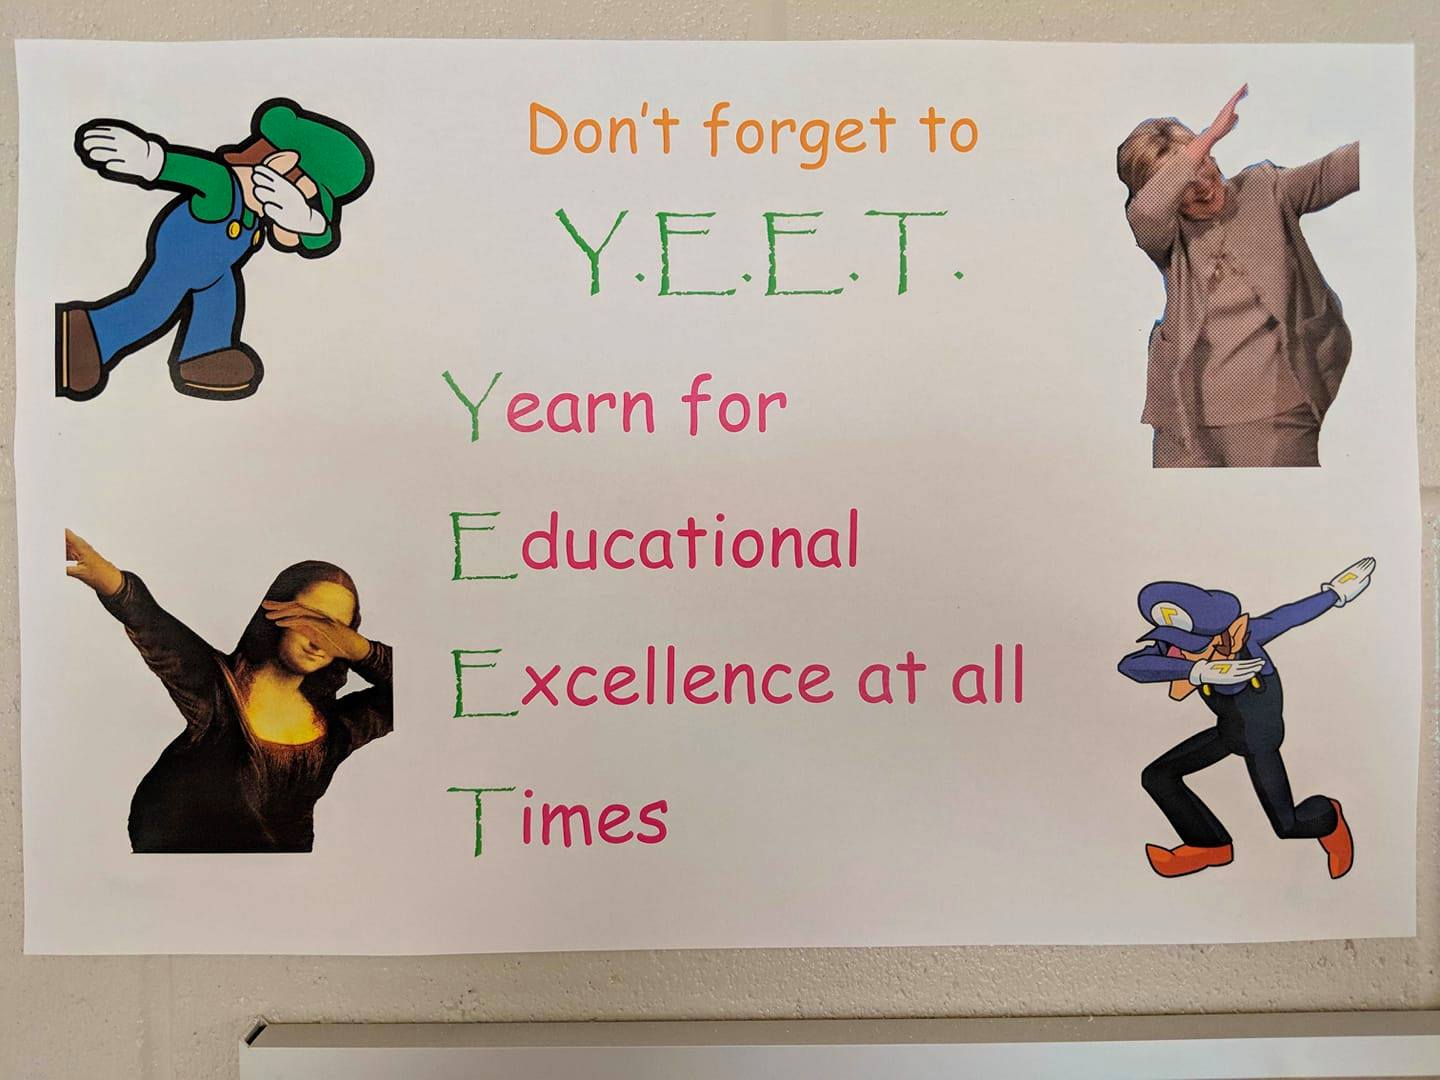 Don't forget to
Y.E.E.T.
Yearn for
Educational
Excellence at all
Times